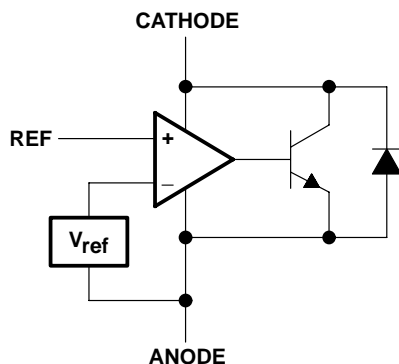 CATHODE
REF
+
−
Vref
ANODE